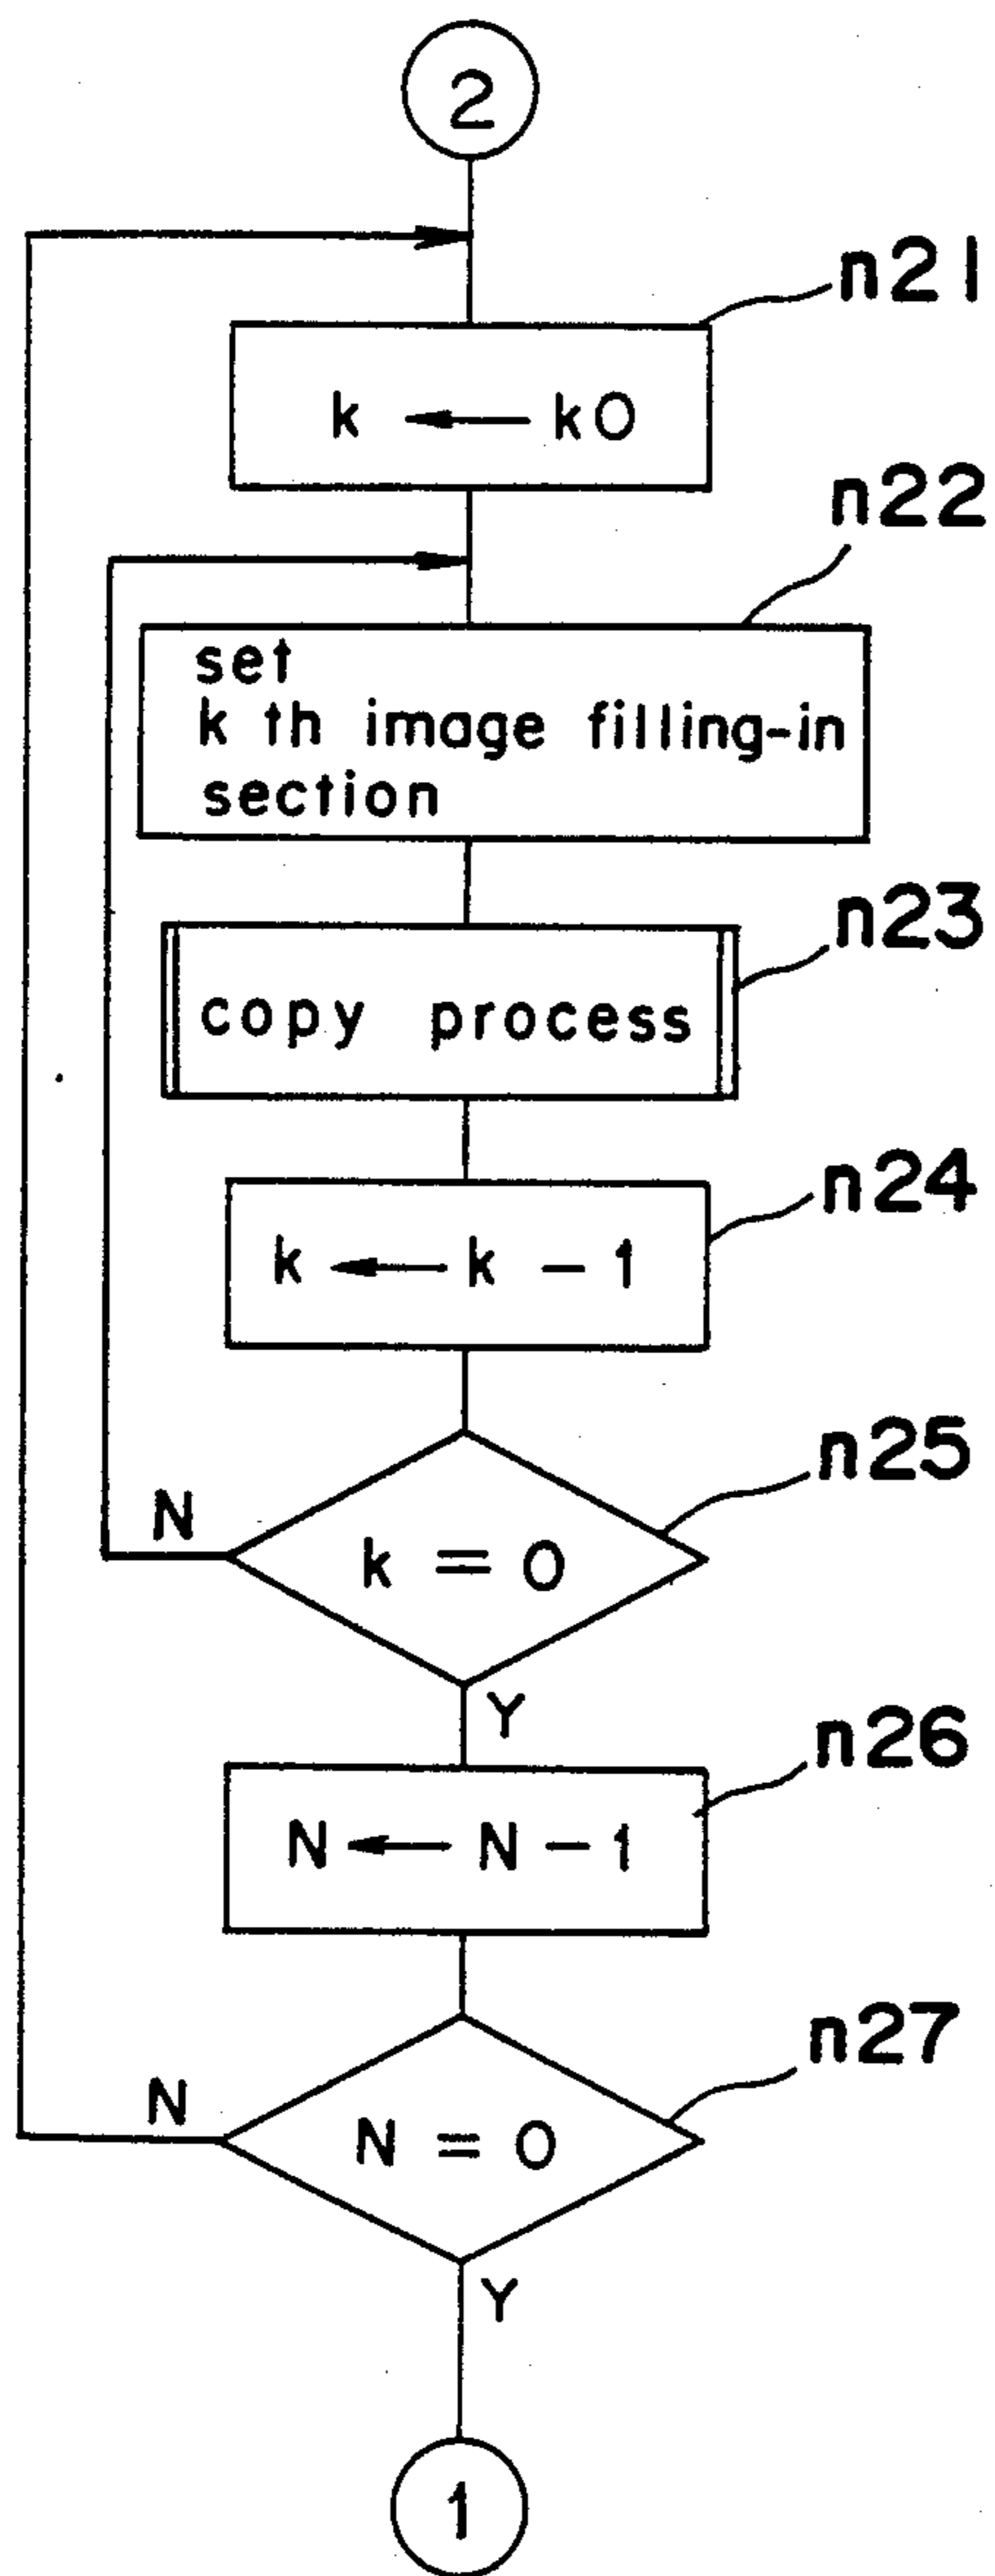 2
n21
k ← k0
n22
set
k th image filling-in
section
n23
copy process
n24
k ← k - 1
n25
N
k = 0
Y
n26
N ← N - 1
n27
N
N = 0
Y
1